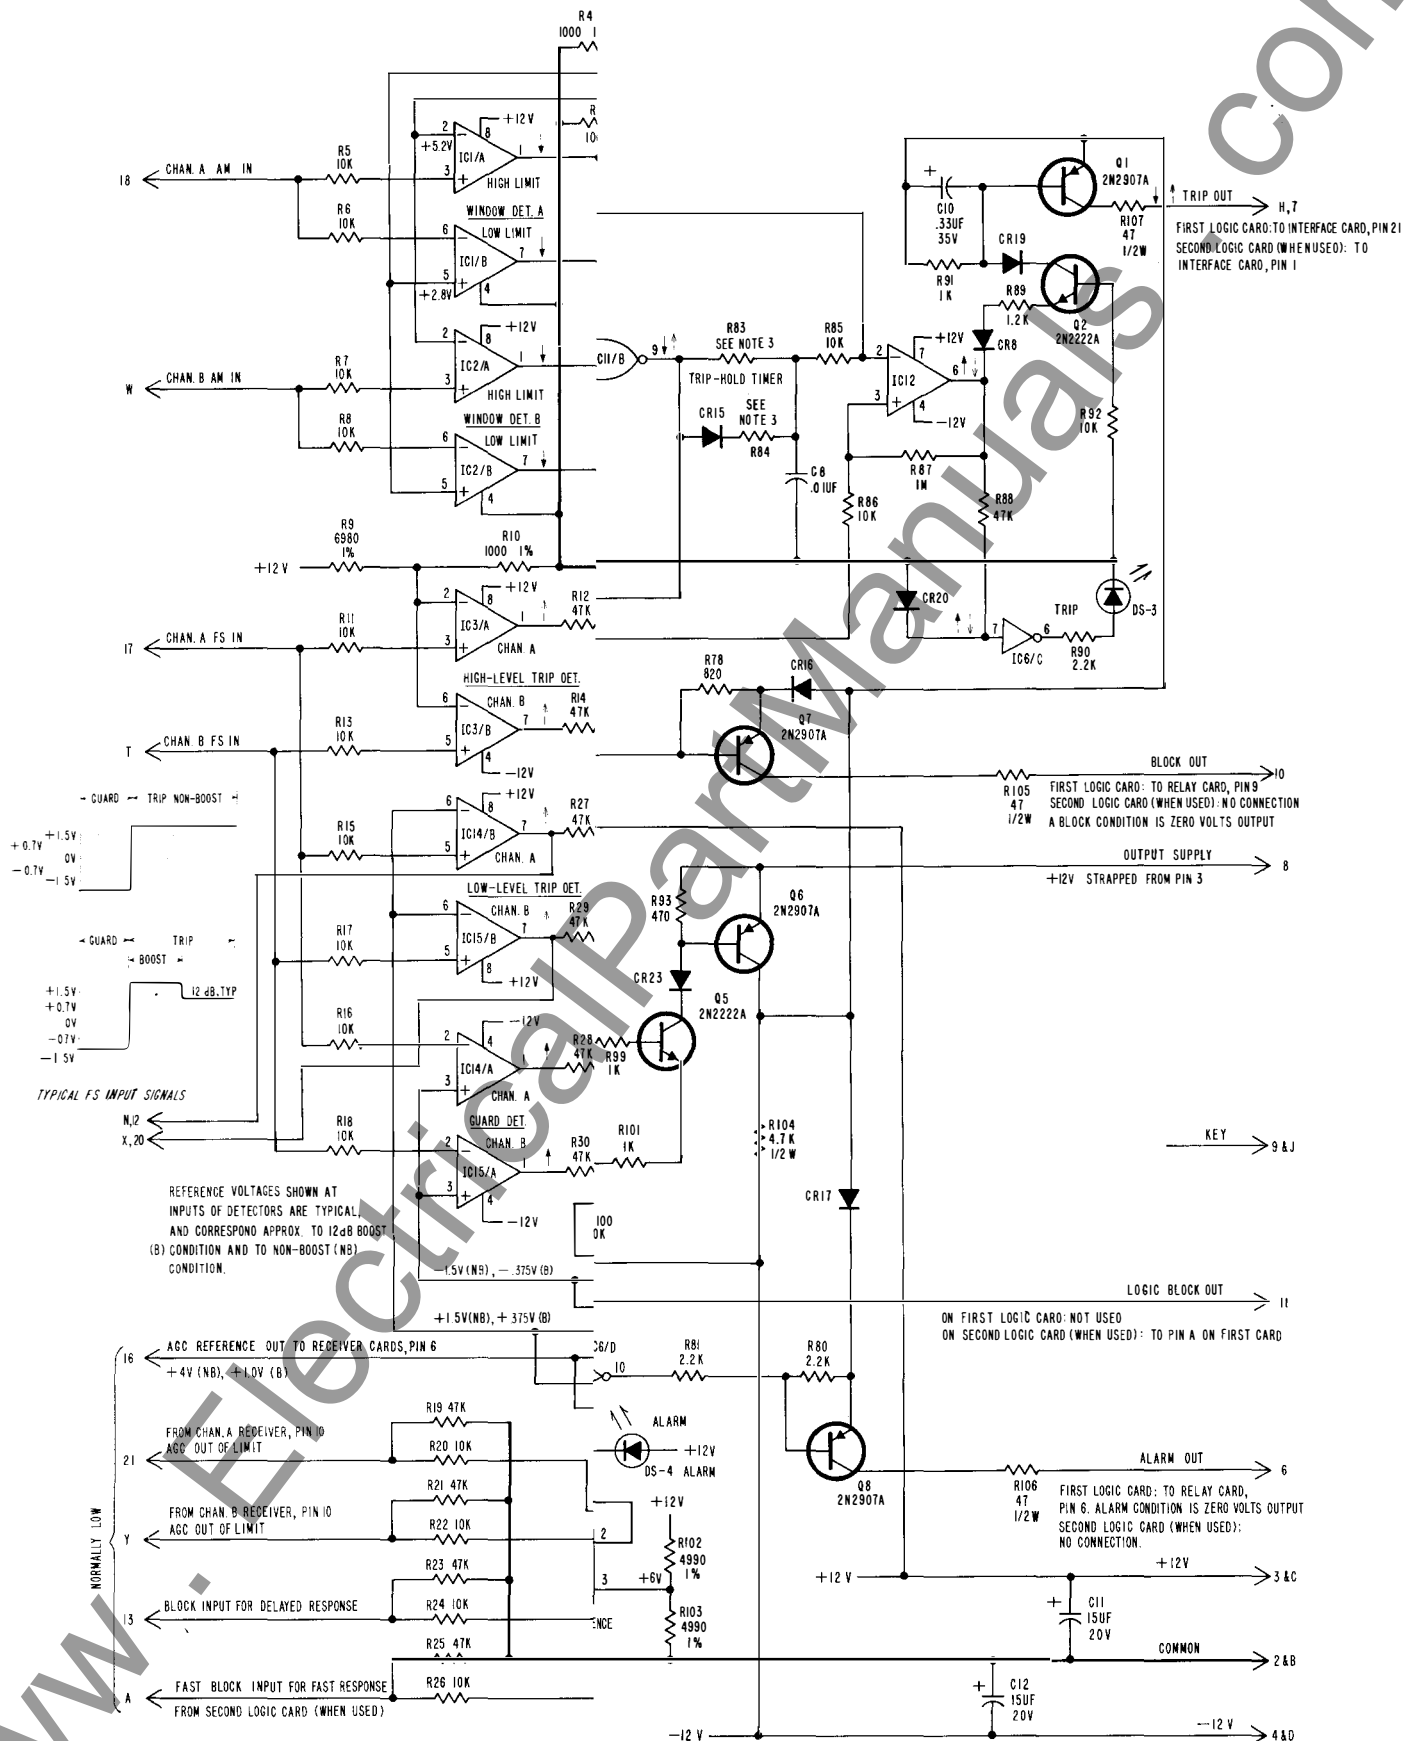 R4
1000 1
+12V
R
10
2
8
+5.2V
IC1/A
1
3
HIGH LIMIT
R5
10K
CHAN. A AM IN
18
R6
10K
WINDOW DET. A
LOW LIMIT
6
7
IC1/B
5
+2.8V
4
+12V
2
8
IC2/A
1
3
HIGH LIMIT
R7
10K
CHAN. B AM IN
W
R8
10K
WINDOW DET. B
LOW LIMIT
6
7
IC2/B
5
4
Q1
2N2907A
+
C10
.33UF
35V
TRIP OUT
H,7
R107
47
1/2W
FIRST LOGIC CARD:TO INTERFACE CARD, PIN 21
SECOND LOGIC CARD (WHEN USED): TO
INTERFACE CARD, PIN 1
CR19
R91
1K
R89
1.2K
Q2
2N2222A
CR8
C11/B
9
R83
SEE NOTE 3
R85
10K
TRIP-HOLD TIMER
SEE
NOTE 3
CR15
R84
C8
.01UF
2
+12V
7
IC12
6
3
4
-12V
R92
10K
R87
1M
R86
10K
R88
47K
R9
6980
1%
+12V
R10
1000 1%
+12V
2
8
IC3/A
1
3
CHAN. A
R12
47K
R11
10K
CHAN. A FS IN
17
CR20
TRIP
DS-3
7
6
IC6/C
R90
2.2K
HIGH-LEVEL TRIP DET.
CHAN. B
6
7
IC3/B
5
4
-12V
R14
47K
R13
10K
CHAN. B FS IN
T
R78
820
CR16
Q7
2N2907A
BLOCK OUT
10
R105
47
1/2W
FIRST LOGIC CARD: TO RELAY CARD, PIN 9
SECOND LOGIC CARD (WHEN USED): NO CONNECTION
A BLOCK CONDITION IS ZERO VOLTS OUTPUT
GUARD
TRIP NON-BOOST
+1.5V
+0.7V
0V
-0.7V
-1.5V
+12V
6
8
IC14/B
7
5
CHAN. A
R27
47K
R15
10K
OUTPUT SUPPLY
8
+12V STRAPPED FROM PIN 3
LOW-LEVEL TRIP DET.
CHAN. B
6
7
IC15/B
5
8
+12V
R29
47K
R17
10K
R93
470
Q6
2N2907A
CR23
Q5
2N2222A
GUARD
TRIP
BOOST
+1.5V
+0.7V
0V
-0.7V
-1.5V
12 dB. TYP
TYPICAL FS INPUT SIGNALS
R16
10K
-12V
2
4
IC14/A
1
3
CHAN. A
R28
47K
R99
1K
N,12
X,20
R18
10K
GUARD DET.
CHAN. B
2
1
IC15/A
3
4
-12V
R30
47K
R101
1K
R104
4.7K
1/2W
KEY
9 &J
CR17
REFERENCE VOLTAGES SHOWN AT
INPUTS OF DETECTORS ARE TYPICAL,
AND CORRESPOND APPROX. TO 12dB BOOST
(B) CONDITION AND TO NON-BOOST (NB)
CONDITION.
100
0K
-1.5V (NB), -.375V (B)
LOGIC BLOCK OUT
11
ON FIRST LOGIC CARD: NOT USED
ON SECOND LOGIC CARD (WHEN USED): TO PIN A ON FIRST CARD
+1.5V(NB), +.375V (B)
AGC REFERENCE OUT TO RECEIVER CARDS, PIN 6
16
+4V (NB), +1.0V (B)
C6/D
10
R81
2.2K
R80
2.2K
R19 47K
ALARM
+12V
DS-4 ALARM
FROM CHAN. A RECEIVER, PIN 10
AGC OUT OF LIMIT
21
R20 10K
Q8
2N2907A
ALARM OUT
6
R106
47
1/2W
FIRST LOGIC CARD: TO RELAY CARD,
PIN 6. ALARM CONDITION IS ZERO VOLTS OUTPUT
SECOND LOGIC CARD (WHEN USED):
NO CONNECTION.
R21 47K
FROM CHAN. B RECEIVER, PIN 10
AGC OUT OF LIMIT
Y
R22 10K
+12V
2
R102
4990
1%
NORMALLY LOW
R23 47K
3
+6V
BLOCK INPUT FOR DELAYED RESPONSE
13
R24 10K
ENCE
R103
4990
1%
+12V
+12V
3 &C
+
C11
15UF
20V
R25 47K
COMMON
2 &B
FAST BLOCK INPUT FOR FAST RESPONSE
A
FROM SECOND LOGIC CARD (WHEN USED)
R26 10K
+
C12
15UF
20V
-12V
-12V
4 &D
www.ElectricalPartManuals.com